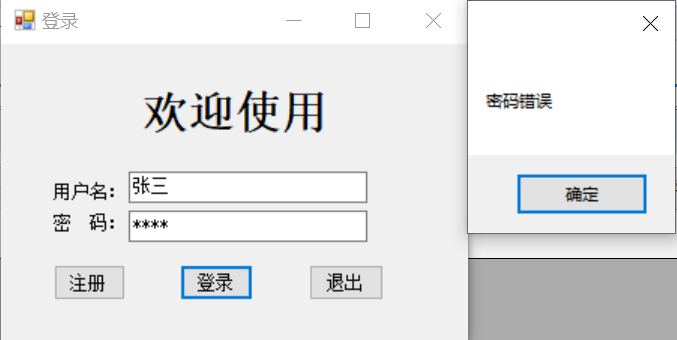 登录
欢迎使用
用户名： 张三
密 码： ****
注册 登录 退出
密码错误
确定